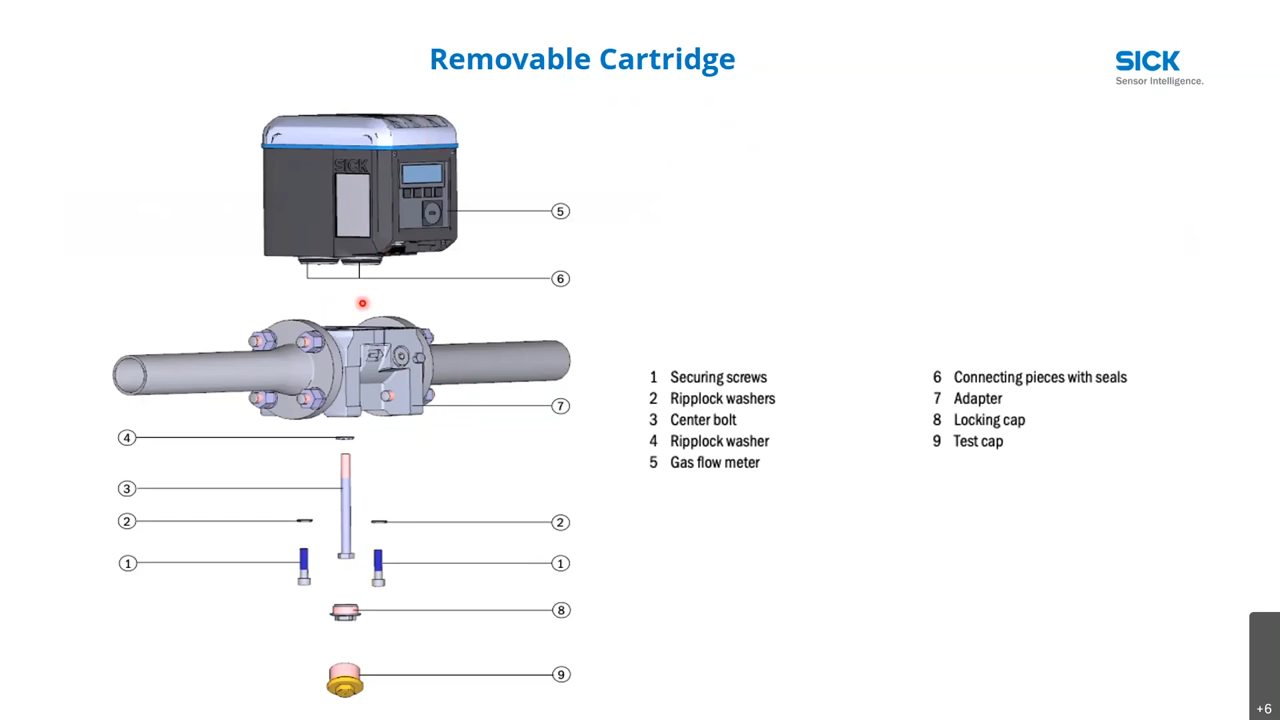 Removable Cartridge
SICK
Sensor Intelligence.
SICK
5
6
7
4
3
2
2
1
1
8
9
1 Securing screws
2 Ripplock washers
3 Center bolt
4 Ripplock washer
5 Gas flow meter
6 Connecting pieces with seals
7 Adapter
8 Locking cap
9 Test cap
+6